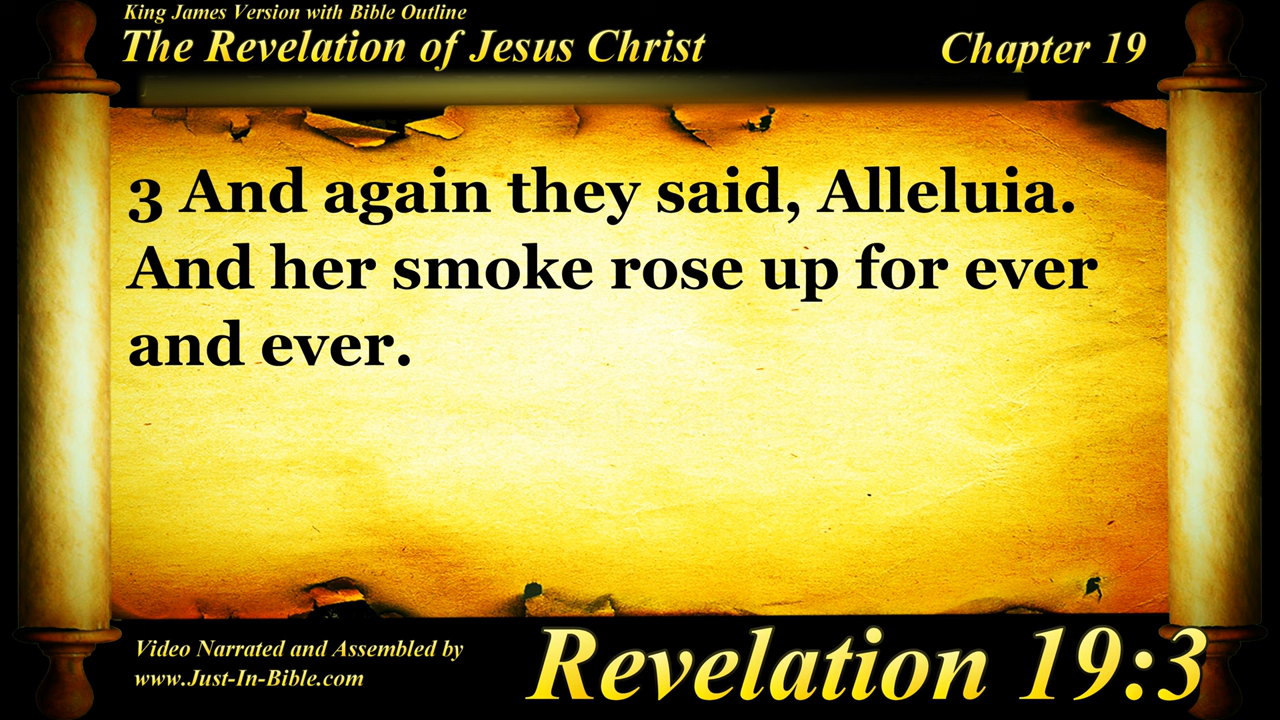 King James Version with Bible Outline
The Revelation of Jesus Christ
Chapter 19
3 And again they said, Alleluia.
And her smoke rose up for ever
and ever.
Video Narrated and Assembled by
www.Just-In-Bible.com
Revelation 19:3